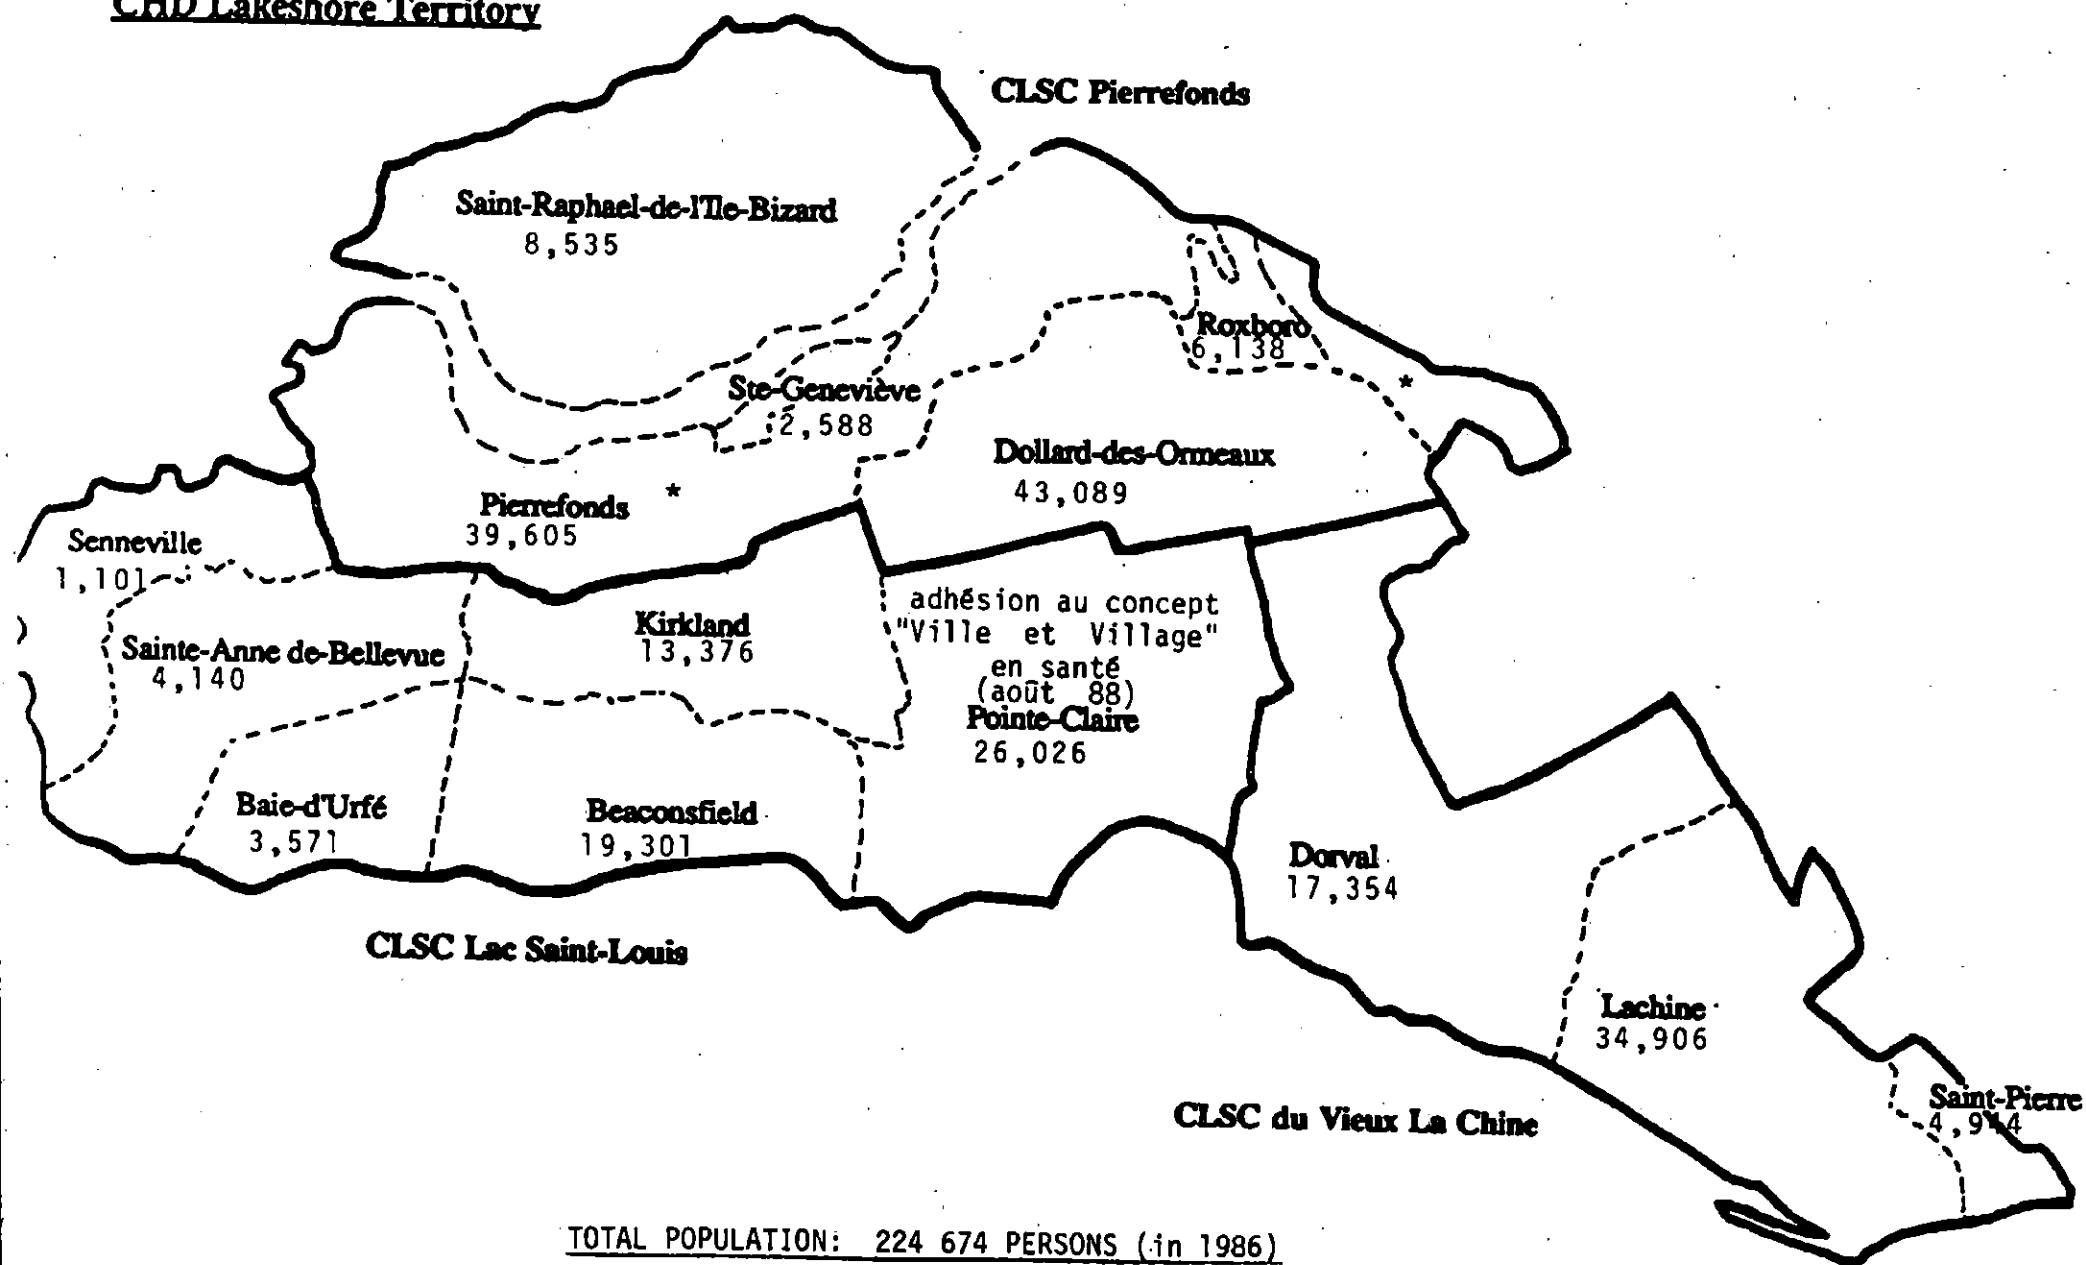 CHD Lakeshore Territory
CLSC Pierrefonds
Saint-Raphael-de-l'Ile-Bizard
8,535
Roxboro
6,138
*
Ste-Geneviève
2,588
Dollard-des-Ormeaux
43,089
Pierrefonds *
39,605
Senneville
1,101
adhésion au concept
"Ville et Village"
en santé
(août 88)
Kirkland
13,376
Sainte-Anne de-Bellevue
4,140
Pointe-Claire
26,026
Baie-d'Urfé
3,571
Beaconsfield
19,301
Dorval
17,354
CLSC Lac Saint-Louis
Lachine
34,906
CLSC du Vieux La Chine
Saint-Pierre
4,944
TOTAL POPULATION: 224 674 PERSONS (in 1986)